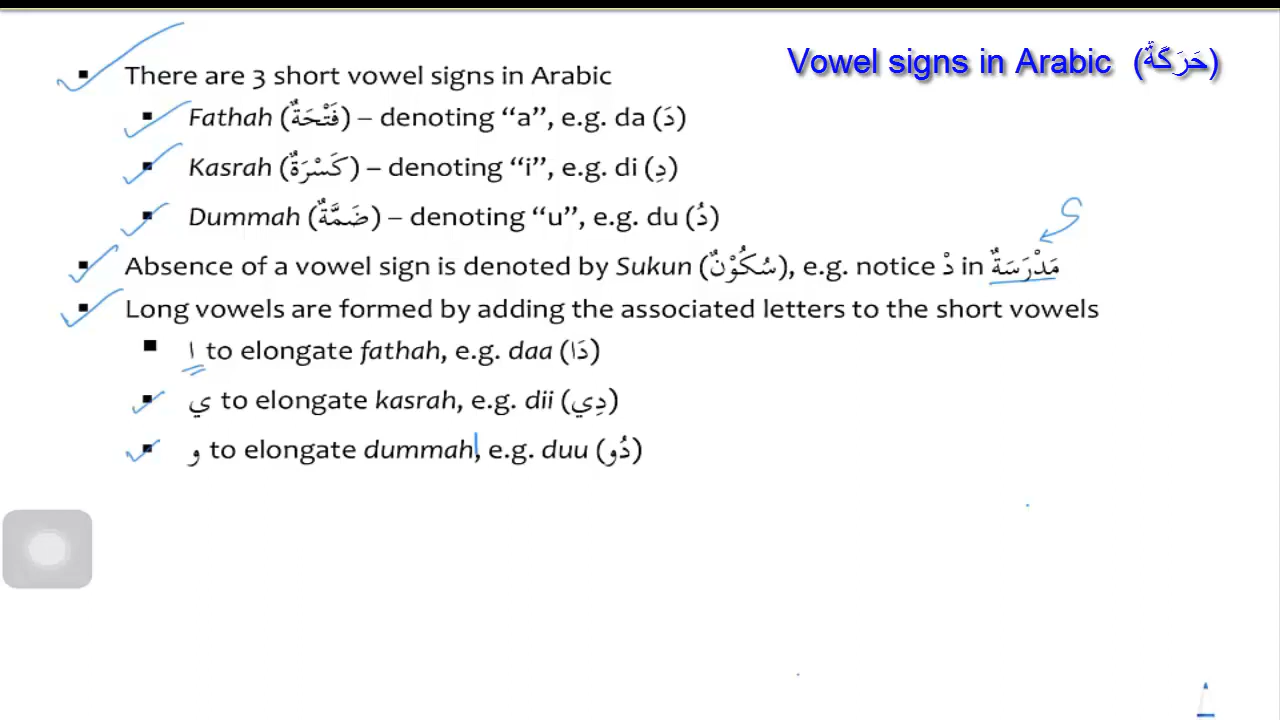 Vowel signs in Arabic (حَرَكَةٌ)
There are 3 short vowel signs in Arabic
Fathah (فَتْحَةٌ) – denoting “a”, e.g. da (دَ)
Kasrah (كَسْرَةٌ) – denoting “i”, e.g. di (دِ)
Dummah (ضَمَّةٌ) – denoting “u”, e.g. du (دُ)
Absence of a vowel sign is denoted by Sukun (سُكُوْنٌ), e.g. notice دْ in مَدْرَسَةٌ
Long vowels are formed by adding the associated letters to the short vowels
ا to elongate fathah, e.g. daa (دَا)
ي to elongate kasrah, e.g. dii (دِي)
و to elongate dummah, e.g. duu (دُو)